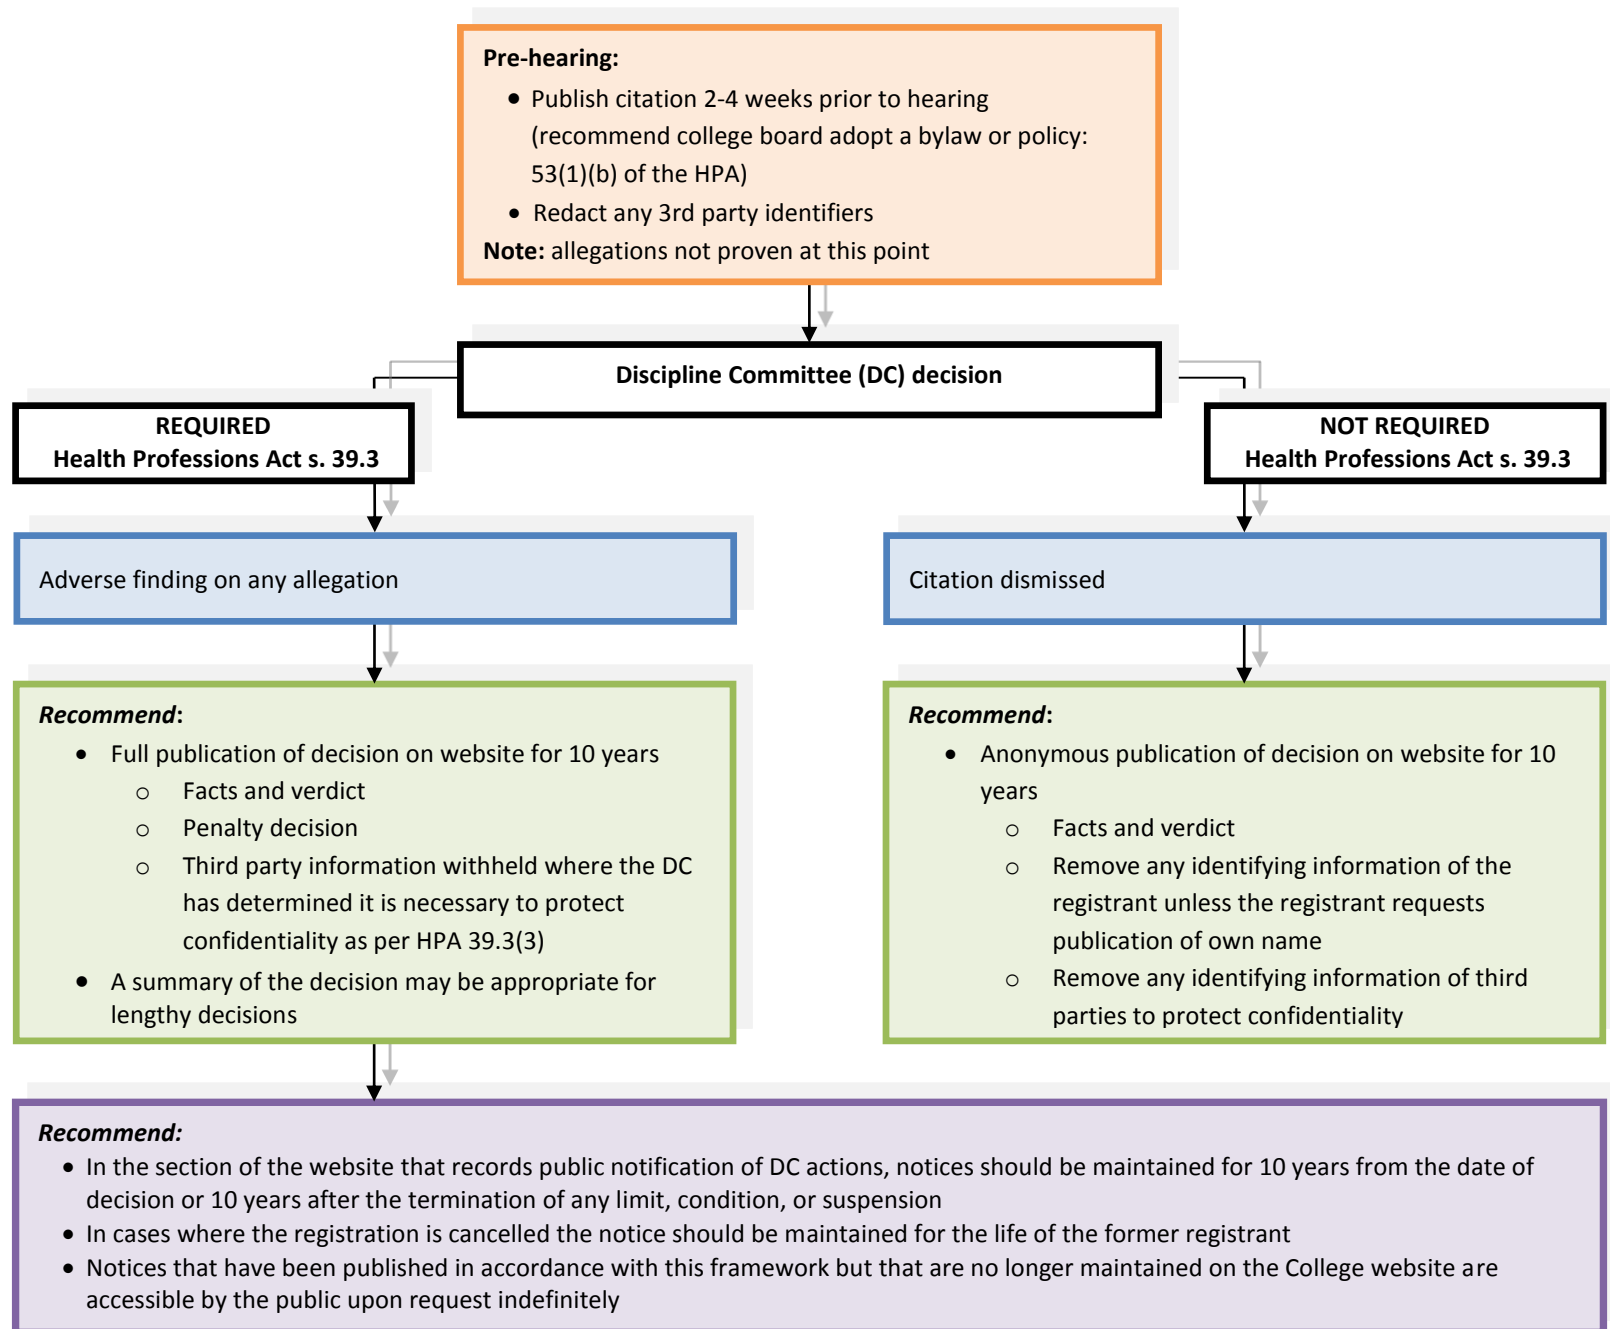 Pre-hearing:
• Publish citation 2-4 weeks prior to hearing
(recommend college board adopt a bylaw or policy:
53(1)(b) of the HPA)
• Redact any 3rd party identifiers
Note: allegations not proven at this point
Discipline Committee (DC) decision
REQUIRED
Health Professions Act s. 39.3
NOT REQUIRED
Health Professions Act s. 39.3
Adverse finding on any allegation
Citation dismissed
Recommend:
• Full publication of decision on website for 10 years
o Facts and verdict
o Penalty decision
o Third party information withheld where the DC
has determined it is necessary to protect
confidentiality as per HPA 39.3(3)
• A summary of the decision may be appropriate for
lengthy decisions
Recommend:
• Anonymous publication of decision on website for 10
years
o Facts and verdict
o Remove any identifying information of the
registrant unless the registrant requests
publication of own name
o Remove any identifying information of third
parties to protect confidentiality
Recommend:
• In the section of the website that records public notification of DC actions, notices should be maintained for 10 years from the date of
decision or 10 years after the termination of any limit, condition, or suspension
• In cases where the registration is cancelled the notice should be maintained for the life of the former registrant
• Notices that have been published in accordance with this framework but that are no longer maintained on the College website are
accessible by the public upon request indefinitely